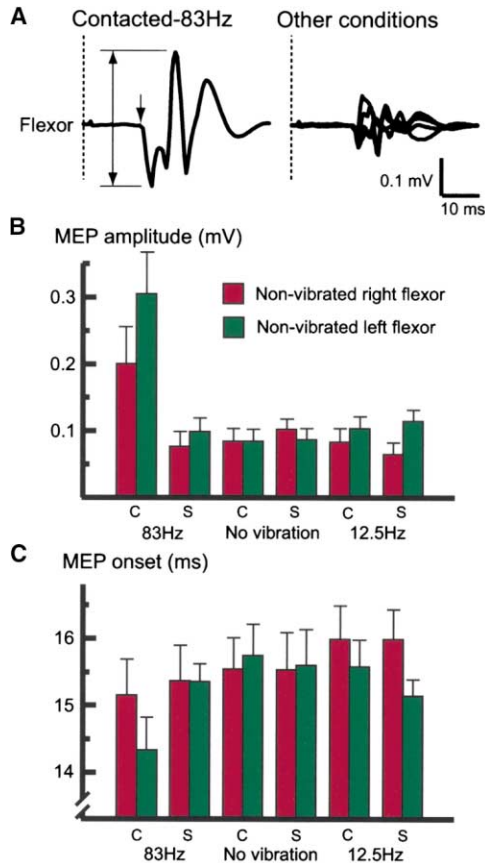 A
Contacted-83Hz Other conditions
Flexor
0.1 mV
10 ms
B
MEP amplitude (mV)
0.3
0.2
0.1
Non-vibrated right flexor
Non-vibrated left flexor
C S C S C S
83Hz No vibration 12.5Hz
C
MEP onset (ms)
16
15
14
C S C S C S
83Hz No vibration 12.5Hz